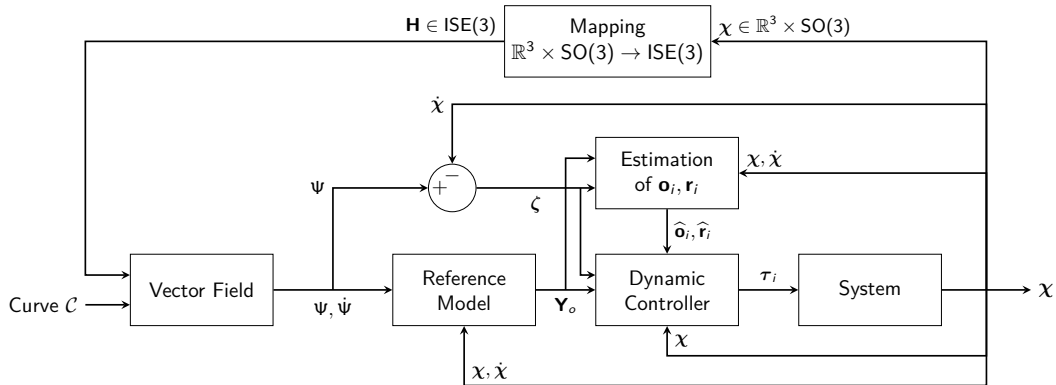 H ∈ ISE(3)
Mapping
ℝ³ × SO(3) → ISE(3)
χ ∈ ℝ³ × SO(3)
χ̇
Estimation
of oᵢ, rᵢ
χ, χ̇
Ψ
+
−
ζ
ôᵢ, r̂ᵢ
Vector Field
Reference
Model
Dynamic
Controller
τᵢ
System
Curve 𝒞
Ψ, Ψ̇
Yₒ
χ
χ
χ, χ̇